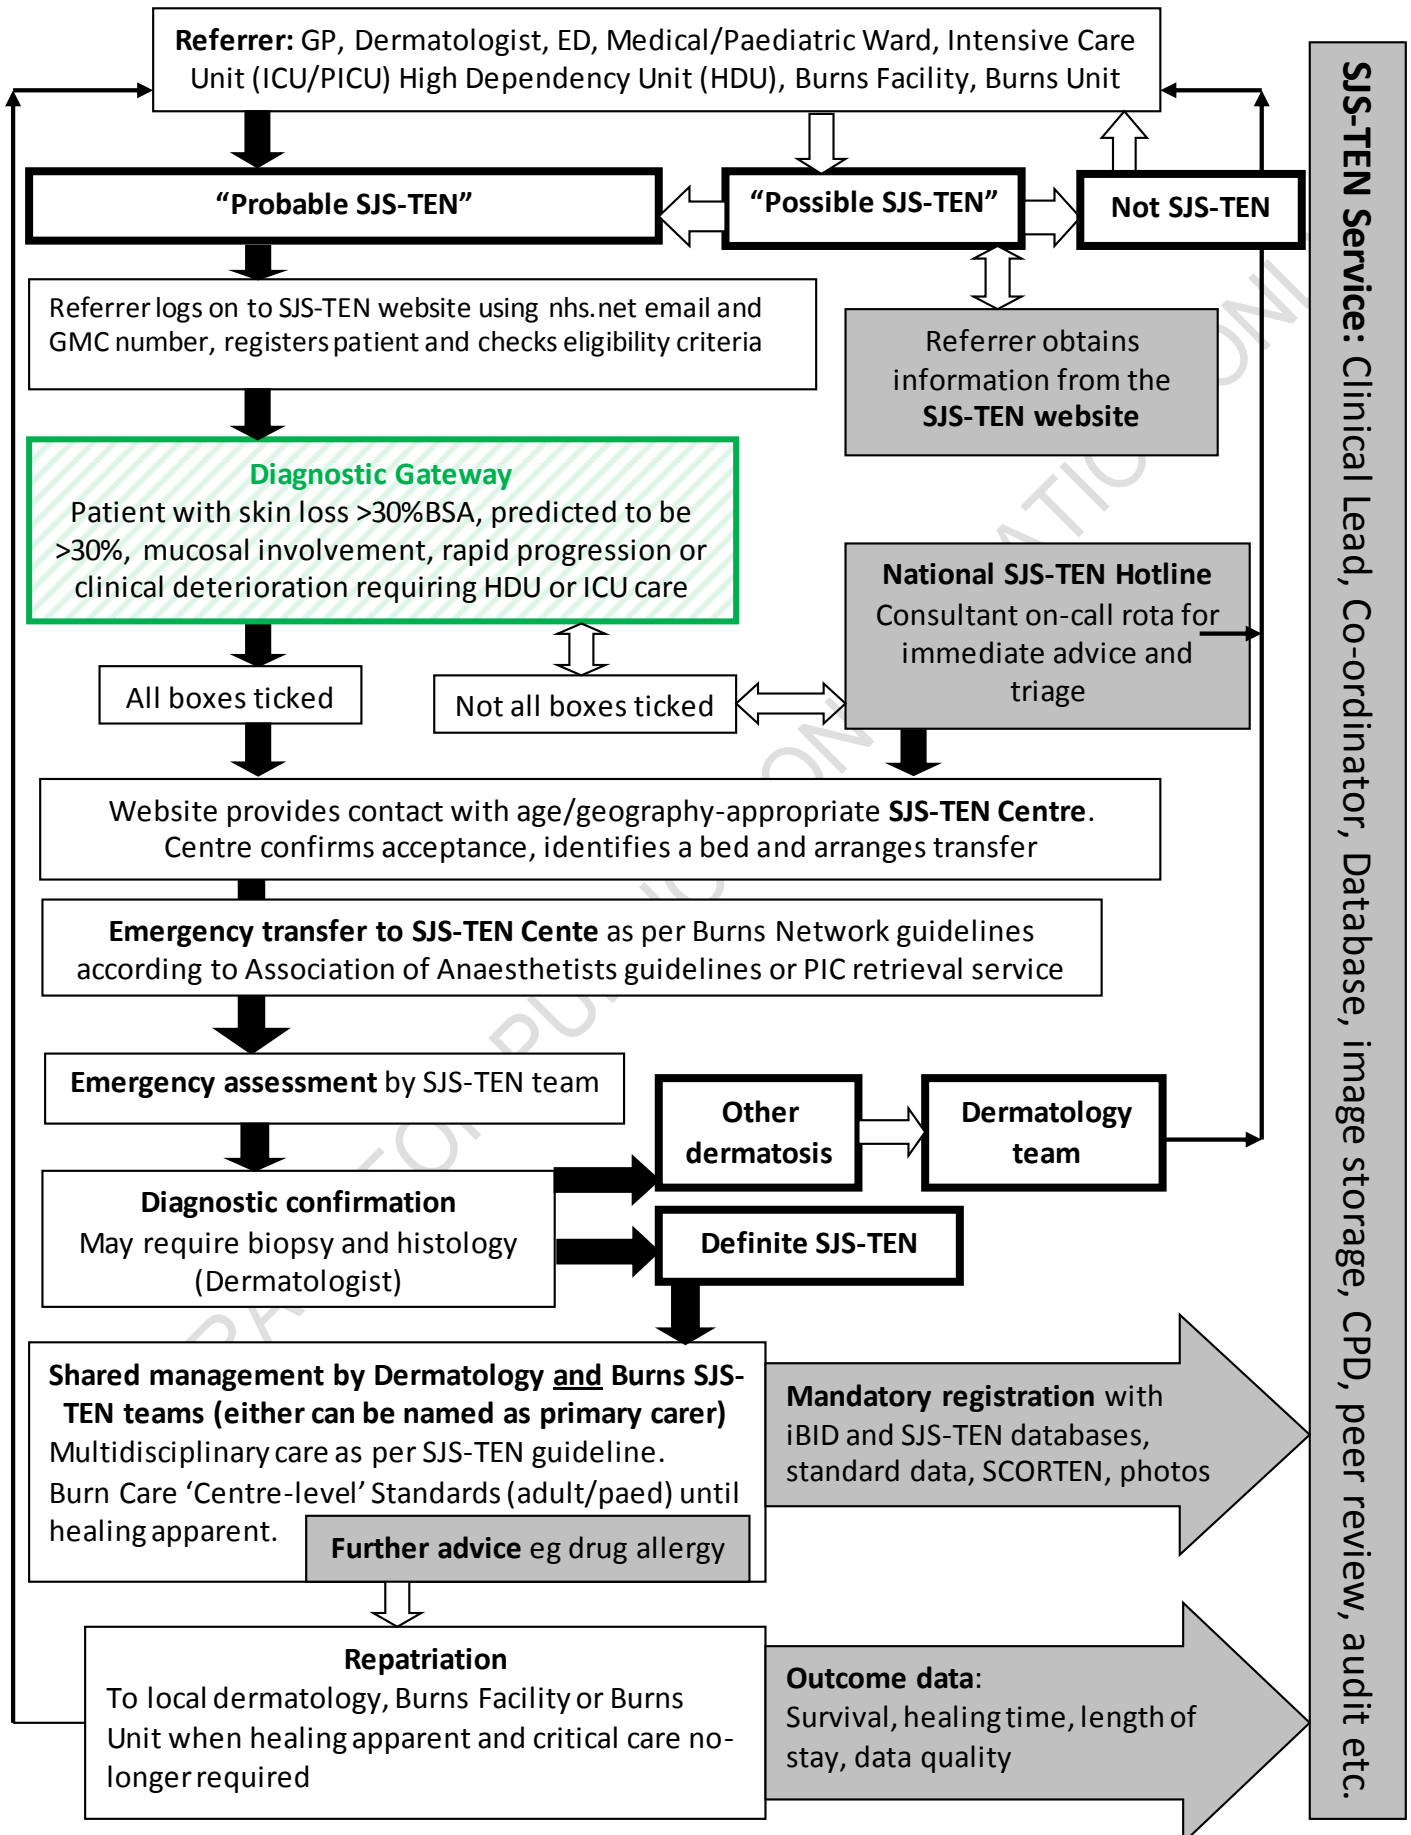 Referrer: GP, Dermatologist, ED, Medical/Paediatric Ward, Intensive Care
Unit (ICU/PICU) High Dependency Unit (HDU), Burns Facility, Burns Unit
“Probable SJS-TEN”
“Possible SJS-TEN”
Not SJS-TEN
Referrer logs on to SJS-TEN website using nhs.net email and
GMC number, registers patient and checks eligibility criteria
Referrer obtains
information from the
SJS-TEN website
Diagnostic Gateway
Patient with skin loss >30%BSA, predicted to be
>30%, mucosal involvement, rapid progression or
clinical deterioration requiring HDU or ICU care
National SJS-TEN Hotline
Consultant on-call rota for
immediate advice and
triage
All boxes ticked
Not all boxes ticked
Website provides contact with age/geography-appropriate SJS-TEN Centre.
Centre confirms acceptance, identifies a bed and arranges transfer
Emergency transfer to SJS-TEN Cente as per Burns Network guidelines
according to Association of Anaesthetists guidelines or PIC retrieval service
Emergency assessment by SJS-TEN team
Other
dermatosis
Dermatology
team
Diagnostic confirmation
May require biopsy and histology
(Dermatologist)
Definite SJS-TEN
Shared management by Dermatology and Burns SJS-
TEN teams (either can be named as primary carer)
Multidisciplinary care as per SJS-TEN guideline.
Burn Care ‘Centre-level’ Standards (adult/paed) until
healing apparent.
Further advice eg drug allergy
Mandatory registration with
iBID and SJS-TEN databases,
standard data, SCORTEN, photos
Repatriation
To local dermatology, Burns Facility or Burns
Unit when healing apparent and critical care no-
longer required
Outcome data:
Survival, healing time, length of
stay, data quality
SJS-TEN Service: Clinical Lead, Co-ordinator, Database, image storage, CPD, peer review, audit etc.